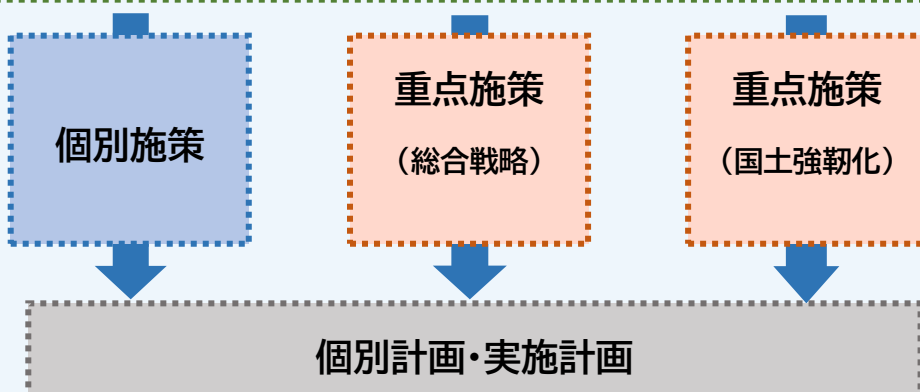 個別施策
重点施策
（総合戦略）
重点施策
（国土強靭化）
個別計画・実施計画